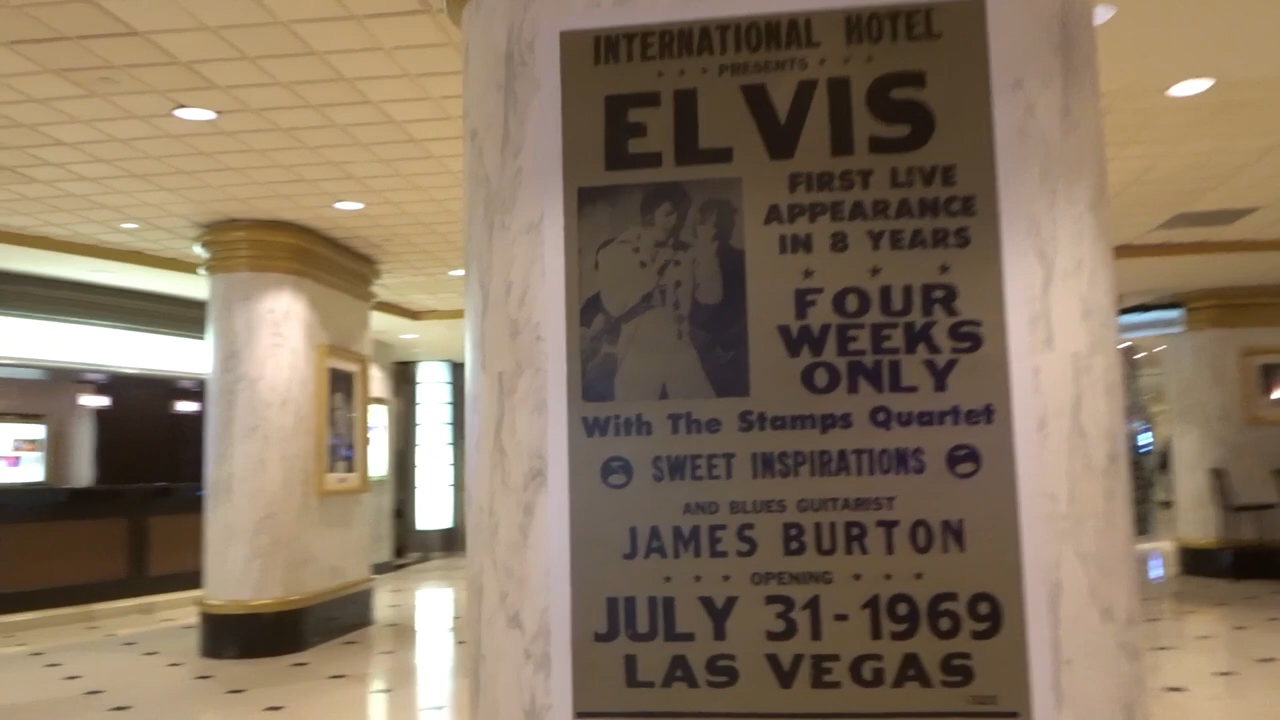 INTERNATIONAL HOTEL
PRESENTS
ELVIS
FIRST LIVE
APPEARANCE
IN 8 YEARS
FOUR
WEEKS
ONLY
With The Stamps Quartet
SWEET INSPIRATIONS
AND BLUES GUITARIST
JAMES BURTON
OPENING
JULY 31-1969
LAS VEGAS